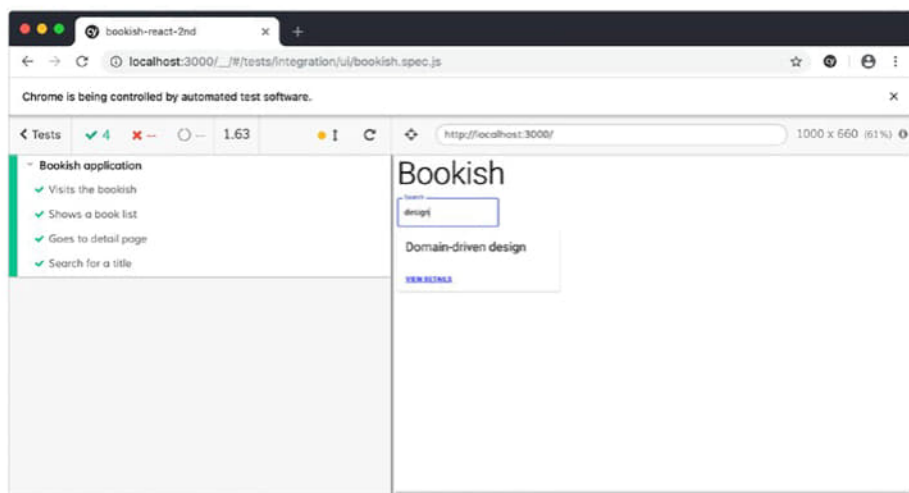 cy bookish-react-2nd × +
localhost:3000/__/#/tests/integration/ui/bookish.spec.js
Chrome is being controlled by automated test software. ×
< Tests 4 -- -- 1.63 http://localhost:3000/ 1000 x 660 (61%)
Bookish application
Visits the bookish
Shows a book list
Goes to detail page
Search for a title
Bookish
Search
design
Domain-driven design
VIEW DETAILS